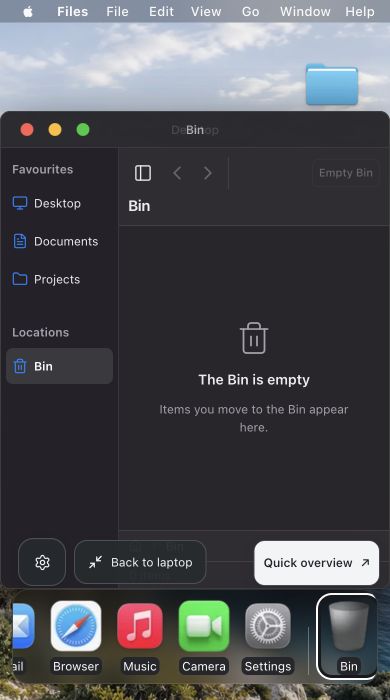 Files File Edit View Go Window Help
Bin
Favourites
Desktop
Documents
Projects
Locations
Bin
Empty Bin
Bin
The Bin is empty
Items you move to the Bin appear
here.
Back to laptop
Quick overview
ail
Browser
Music
Camera
Settings
Bin